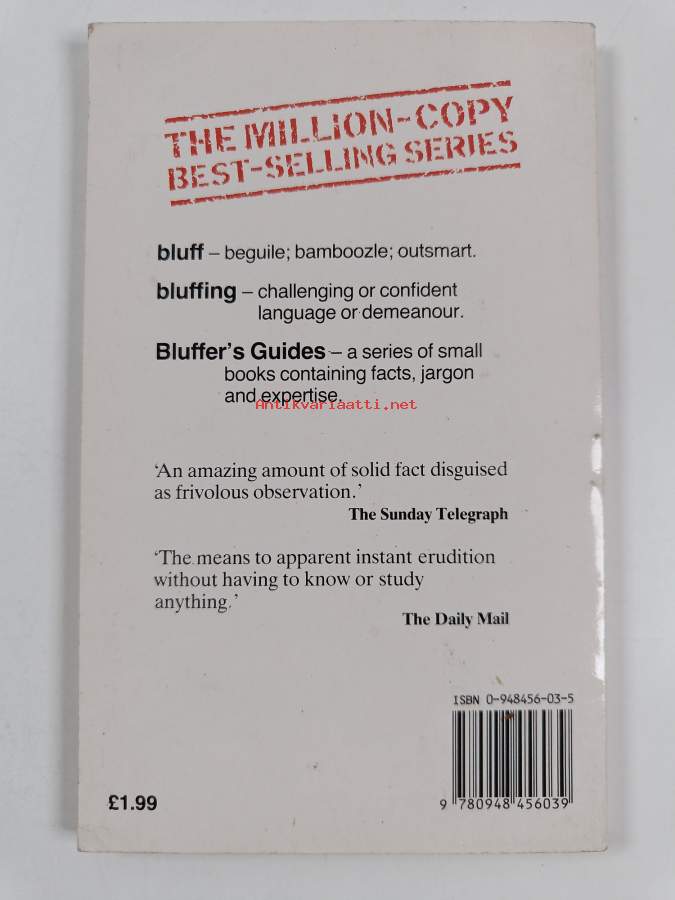 THE MILLION-COPY
BEST-SELLING SERIES
bluff – beguile; bamboozle; outsmart.
bluffing – challenging or confident
language or demeanour.
Bluffer's Guides – a series of small
books containing facts, jargon
and expertise.
Antikvariaatti.net
'An amazing amount of solid fact disguised
as frivolous observation.'
The Sunday Telegraph
'The means to apparent instant erudition
without having to know or study
anything.'
The Daily Mail
ISBN 0-948456-03-5
£1.99
9 780948 456039